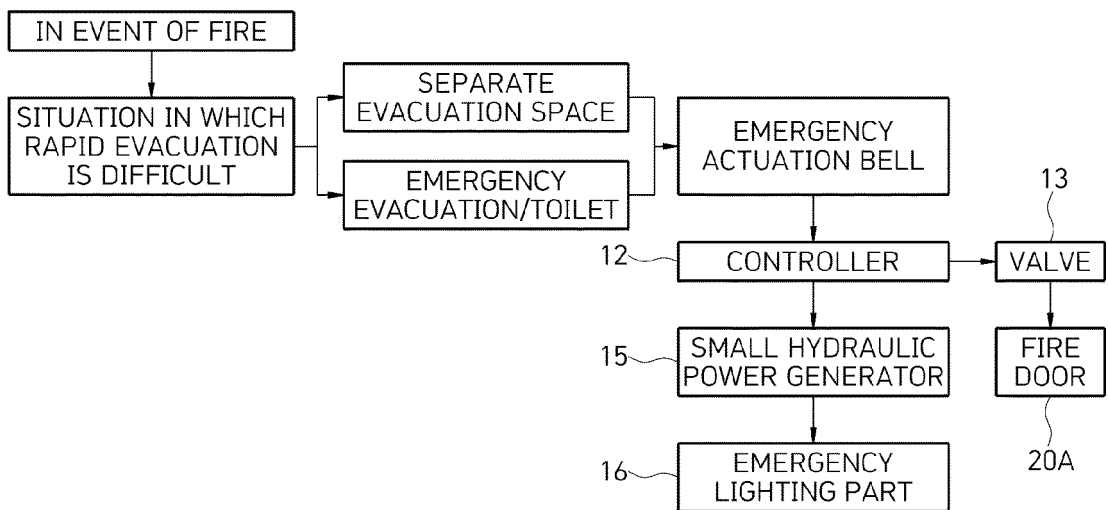 IN EVENT OF FIRE
SITUATION IN WHICH
RAPID EVACUATION
IS DIFFICULT
SEPARATE
EVACUATION SPACE
EMERGENCY
EVACUATION/TOILET
EMERGENCY
ACTUATION BELL
12
CONTROLLER
13
VALVE
15
SMALL HYDRAULIC
POWER GENERATOR
FIRE
DOOR
20A
16
EMERGENCY
LIGHTING PART